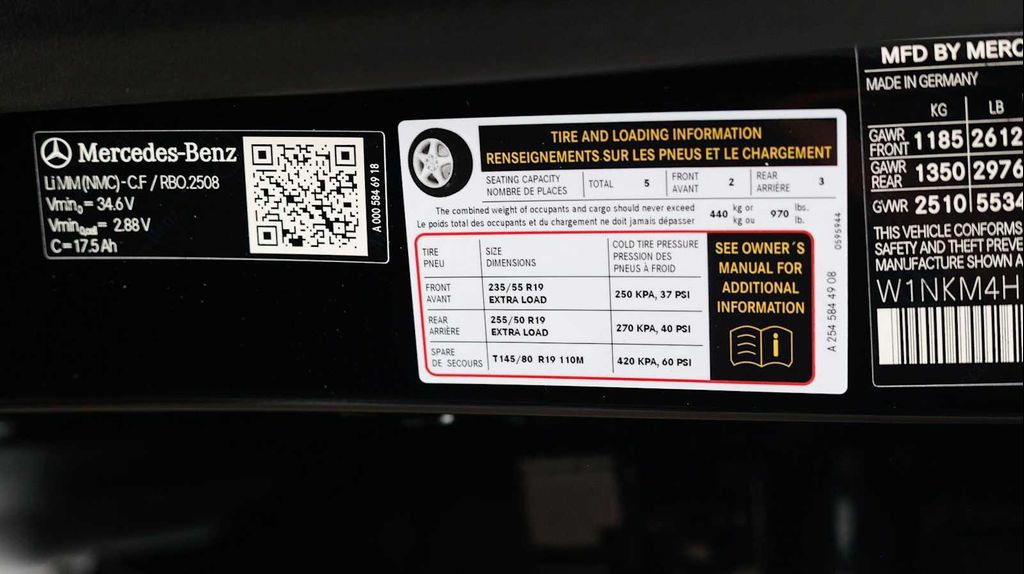 Mercedes-Benz
Li MM(NMC)-C.F / RBO.2508
Vmin₀ = 34.6 V
Vmin₀,cell = 2.88 V
C = 17.5 Ah
A 000 584 69 18
TIRE AND LOADING INFORMATION
RENSEIGNEMENTS SUR LES PNEUS ET LE CHARGEMENT
SEATING CAPACITY
NOMBRE DE PLACES
TOTAL 5
FRONT
AVANT
2
REAR
ARRIÈRE
3
The combined weight of occupants and cargo should never exceed
Le poids total des occupants et du chargement ne doit jamais dépasser
440 kg or
kg ou
970 lbs.
lb.
TIRE
PNEU
SIZE
DIMENSIONS
COLD TIRE PRESSURE
PRESSION DES
PNEUS À FROID
FRONT
AVANT
235/55 R19
EXTRA LOAD
250 KPA, 37 PSI
REAR
ARRIÈRE
255/50 R19
EXTRA LOAD
270 KPA, 40 PSI
SPARE
DE SECOURS
T145/80 R19 110M
420 KPA, 60 PSI
SEE OWNER´S
MANUAL FOR
ADDITIONAL
INFORMATION
0595944
A 254 584 49 08
MFD BY MERC
MADE IN GERMANY
KG LB
GAWR
FRONT
1185 2612
GAWR
REAR
1350 2976
GVWR 2510 5534
THIS VEHICLE CONFORMS
SAFETY AND THEFT PREVE
MANUFACTURE SHOWN A
W1NKM4H